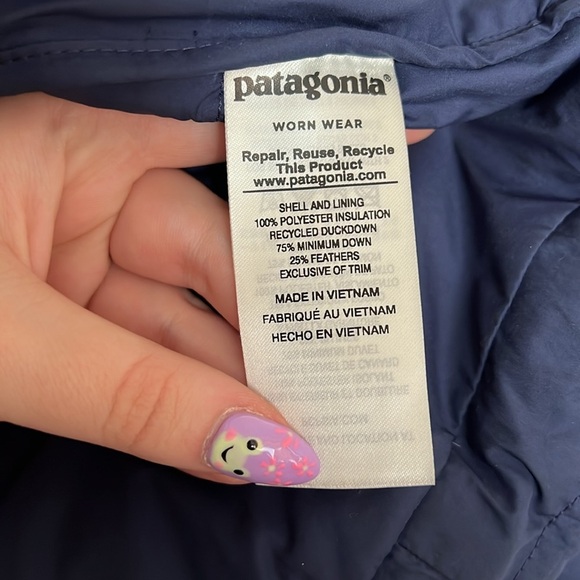 patagonia®
WORN WEAR
Repair, Reuse, Recycle
This Product
www.patagonia.com
SHELL AND LINING
100% POLYESTER INSULATION
RECYCLED DUCKDOWN
75% MINIMUM DOWN
25% FEATHERS
EXCLUSIVE OF TRIM
MADE IN VIETNAM
FABRIQUÉ AU VIETNAM
HECHO EN VIETNAM